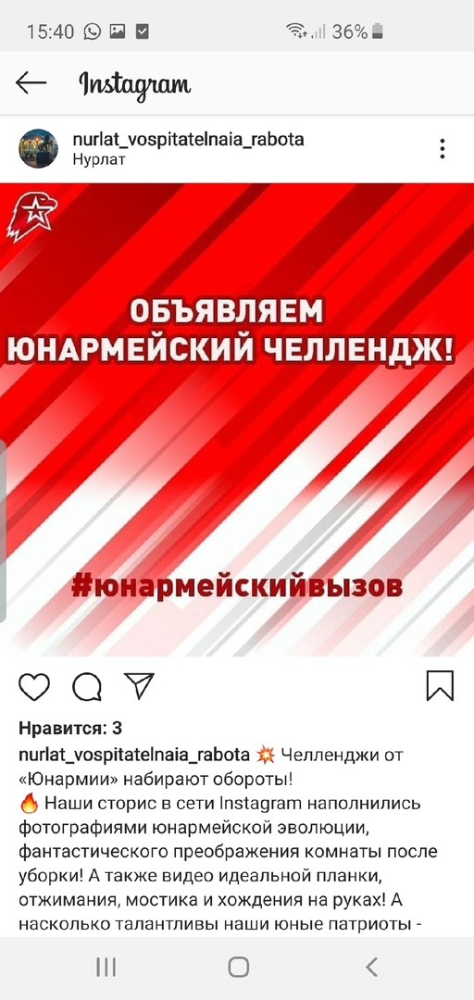 15:40
36%
Instagram
nurlat_vospitatelnaia_rabota
Нурлат
ОБЪЯВЛЯЕМ
ЮНАРМЕЙСКИЙ ЧЕЛЛЕНДЖ!
#юнармейскийвызов
Нравится: 3
nurlat_vospitatelnaia_rabota 💥 Челленджи от
«Юнармии» набирают обороты!
🔥 Наши сторис в сети Instagram наполнились
фотографиями юнармейской эволюции,
фантастического преображения комнаты после
уборки! А также видео идеальной планки,
отжимания, мостика и хождения на руках! А
насколько талантливы наши юные патриоты -